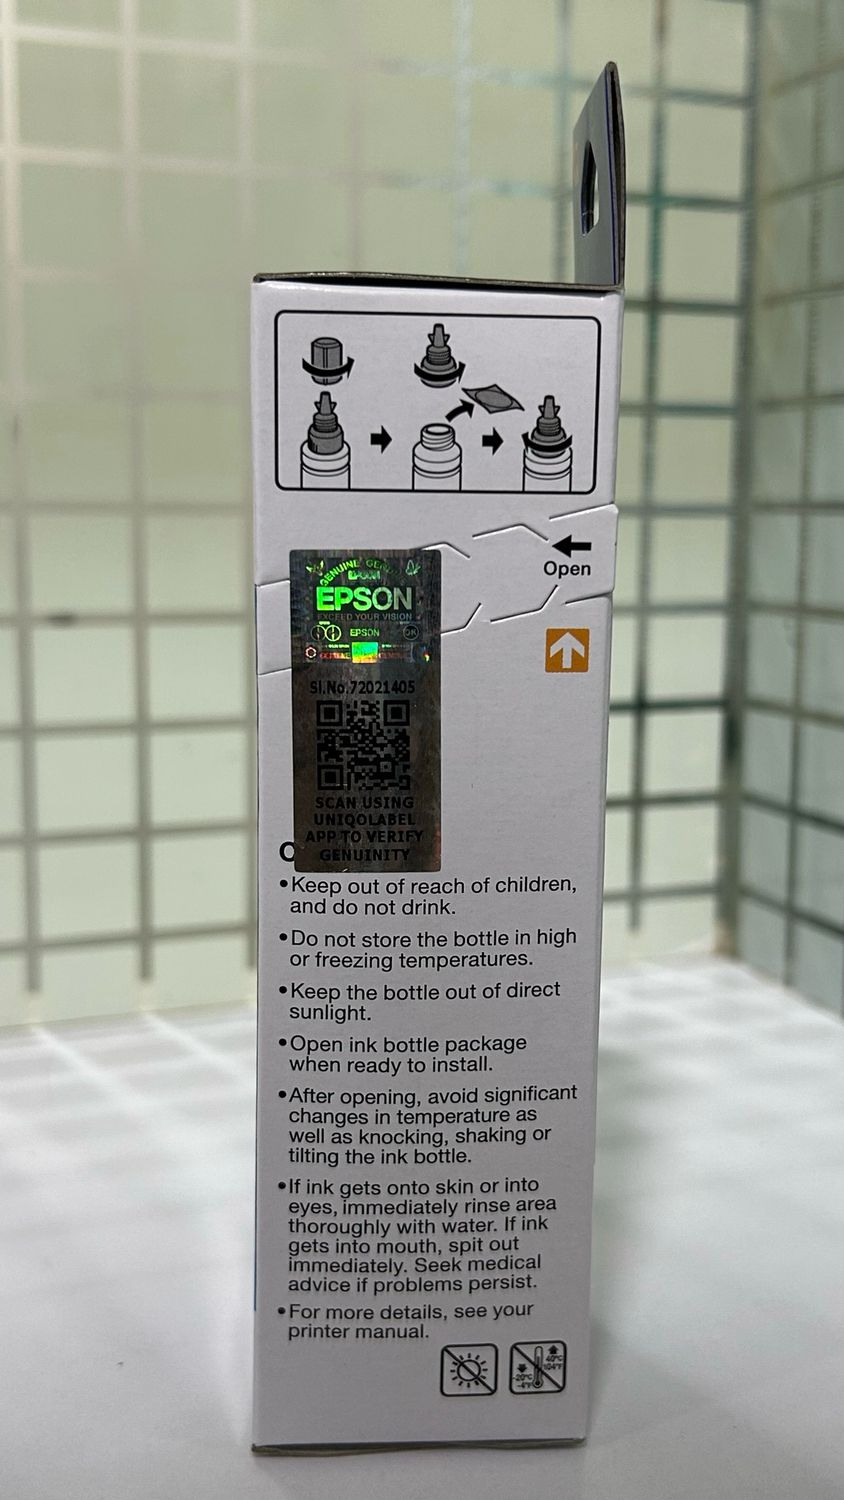 Open
GENUINE
EPSON
EXCEED YOUR VISION
EPSON
OK
Sl.No.72021405
SCAN USING
UNIQOLABEL
APP TO VERIFY
GENUINITY
C
•Keep out of reach of children,
and do not drink.
•Do not store the bottle in high
or freezing temperatures.
•Keep the bottle out of direct
sunlight.
•Open ink bottle package
when ready to install.
•After opening, avoid significant
changes in temperature as
well as knocking, shaking or
tilting the ink bottle.
•If ink gets onto skin or into
eyes, immediately rinse area
thoroughly with water. If ink
gets into mouth, spit out
immediately. Seek medical
advice if problems persist.
•For more details, see your
printer manual.
40°C
104°F
-20°C
-4°F